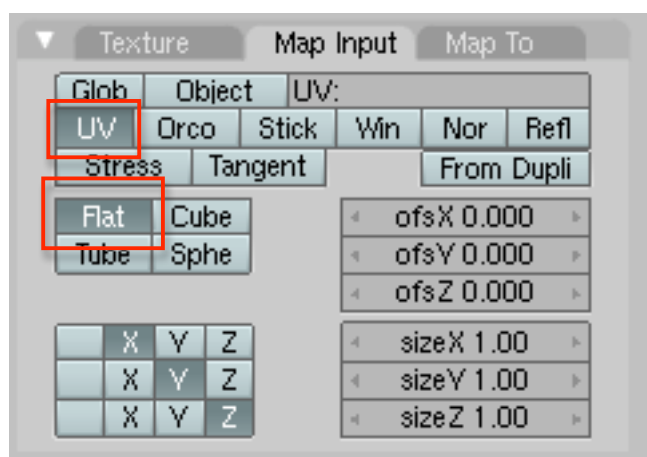 Texture Map Input Map To
Glob Object UV:
UV Orco Stick Win Nor Refl
Stress Tangent From Dupli
Flat Cube ofsX 0.000
Tube Sphe ofsY 0.000
ofsZ 0.000
X Y Z sizeX 1.00
X Y Z sizeY 1.00
X Y Z sizeZ 1.00